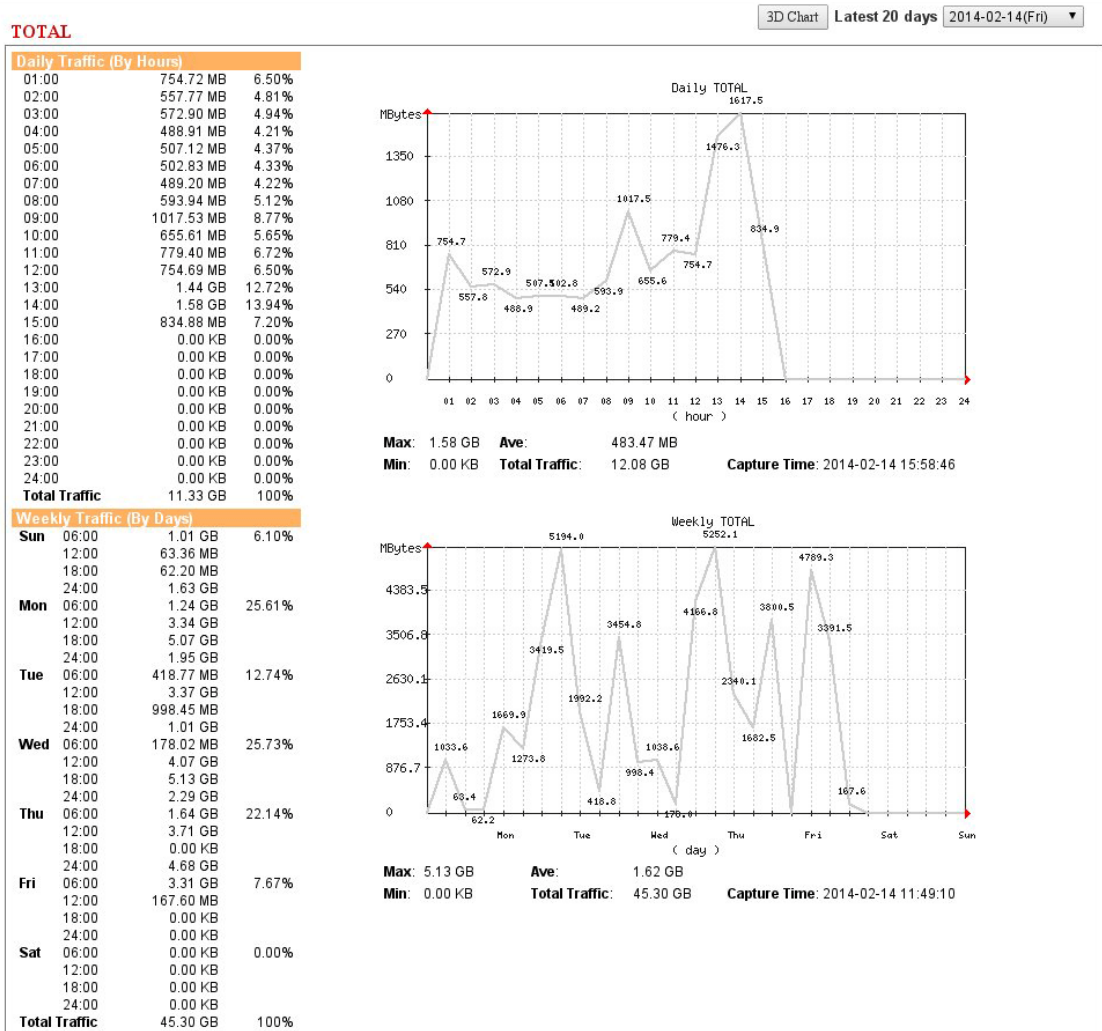 3D Chart Latest 20 days 2014-02-14(Fri)
TOTAL
Daily Traffic (By Hours)
01:00 754.72 MB 6.50%
02:00 557.77 MB 4.81%
03:00 572.90 MB 4.94%
04:00 488.91 MB 4.21%
05:00 507.12 MB 4.37%
06:00 502.83 MB 4.33%
07:00 489.20 MB 4.22%
08:00 593.94 MB 5.12%
09:00 1017.53 MB 8.77%
10:00 655.61 MB 5.65%
11:00 779.40 MB 6.72%
12:00 754.69 MB 6.50%
13:00 1.44 GB 12.72%
14:00 1.58 GB 13.94%
15:00 834.88 MB 7.20%
16:00 0.00 KB 0.00%
17:00 0.00 KB 0.00%
18:00 0.00 KB 0.00%
19:00 0.00 KB 0.00%
20:00 0.00 KB 0.00%
21:00 0.00 KB 0.00%
22:00 0.00 KB 0.00%
23:00 0.00 KB 0.00%
24:00 0.00 KB 0.00%
Total Traffic 11.33 GB 100%
Weekly Traffic (By Days)
Sun 06:00 1.01 GB 6.10%
12:00 63.36 MB
18:00 62.20 MB
24:00 1.63 GB
Mon 06:00 1.24 GB 25.61%
12:00 3.34 GB
18:00 5.07 GB
24:00 1.95 GB
Tue 06:00 418.77 MB 12.74%
12:00 3.37 GB
18:00 998.45 MB
24:00 1.01 GB
Wed 06:00 178.02 MB 25.73%
12:00 4.07 GB
18:00 5.13 GB
24:00 2.29 GB
Thu 06:00 1.64 GB 22.14%
12:00 3.71 GB
18:00 0.00 KB
24:00 4.68 GB
Fri 06:00 3.31 GB 7.67%
12:00 167.60 MB
18:00 0.00 KB
24:00 0.00 KB
Sat 06:00 0.00 KB 0.00%
12:00 0.00 KB
18:00 0.00 KB
24:00 0.00 KB
Total Traffic 45.30 GB 100%
Daily TOTAL
1617.5
MBytes
1476.3
1350
1080
1017.5
834.9
810
754.7
779.4
754.7
572.9
655.6
540
557.8
507.1
502.8
593.9
488.9
489.2
270
0
01 02 03 04 05 06 07 08 09 10 11 12 13 14 15 16 17 18 19 20 21 22 23 24
( hour )
Max: 1.58 GB Ave: 483.47 MB
Min: 0.00 KB Total Traffic: 12.08 GB Capture Time: 2014-02-14 15:58:46
Weekly TOTAL
5194.0 5252.1
MBytes
4789.3
4383.5
4166.8
3800.5
3454.8
3391.5
3506.8
3419.5
2630.1
2340.1
1992.2
1753.4
1669.9
1682.5
1033.6
1273.8
1038.6
998.4
876.7
63.4
418.8
167.6
0
62.2
178.0
Mon Tue Wed Thu Fri Sat Sun
( day )
Max: 5.13 GB Ave: 1.62 GB
Min: 0.00 KB Total Traffic: 45.30 GB Capture Time: 2014-02-14 11:49:10